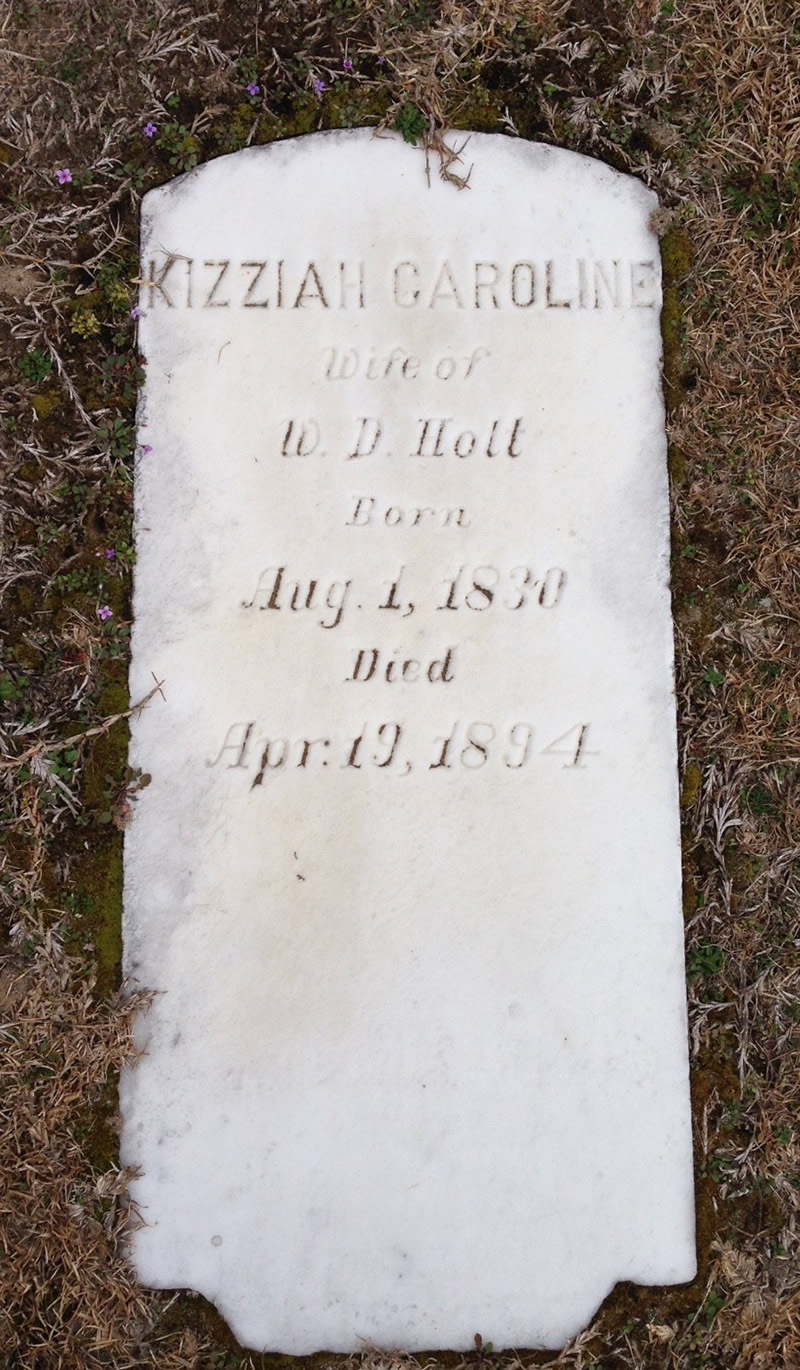 KIZZIAH CAROLINE
Wife of
W. D. Holt
Born
Aug. 1, 1830
Died
Apr. 19, 1894